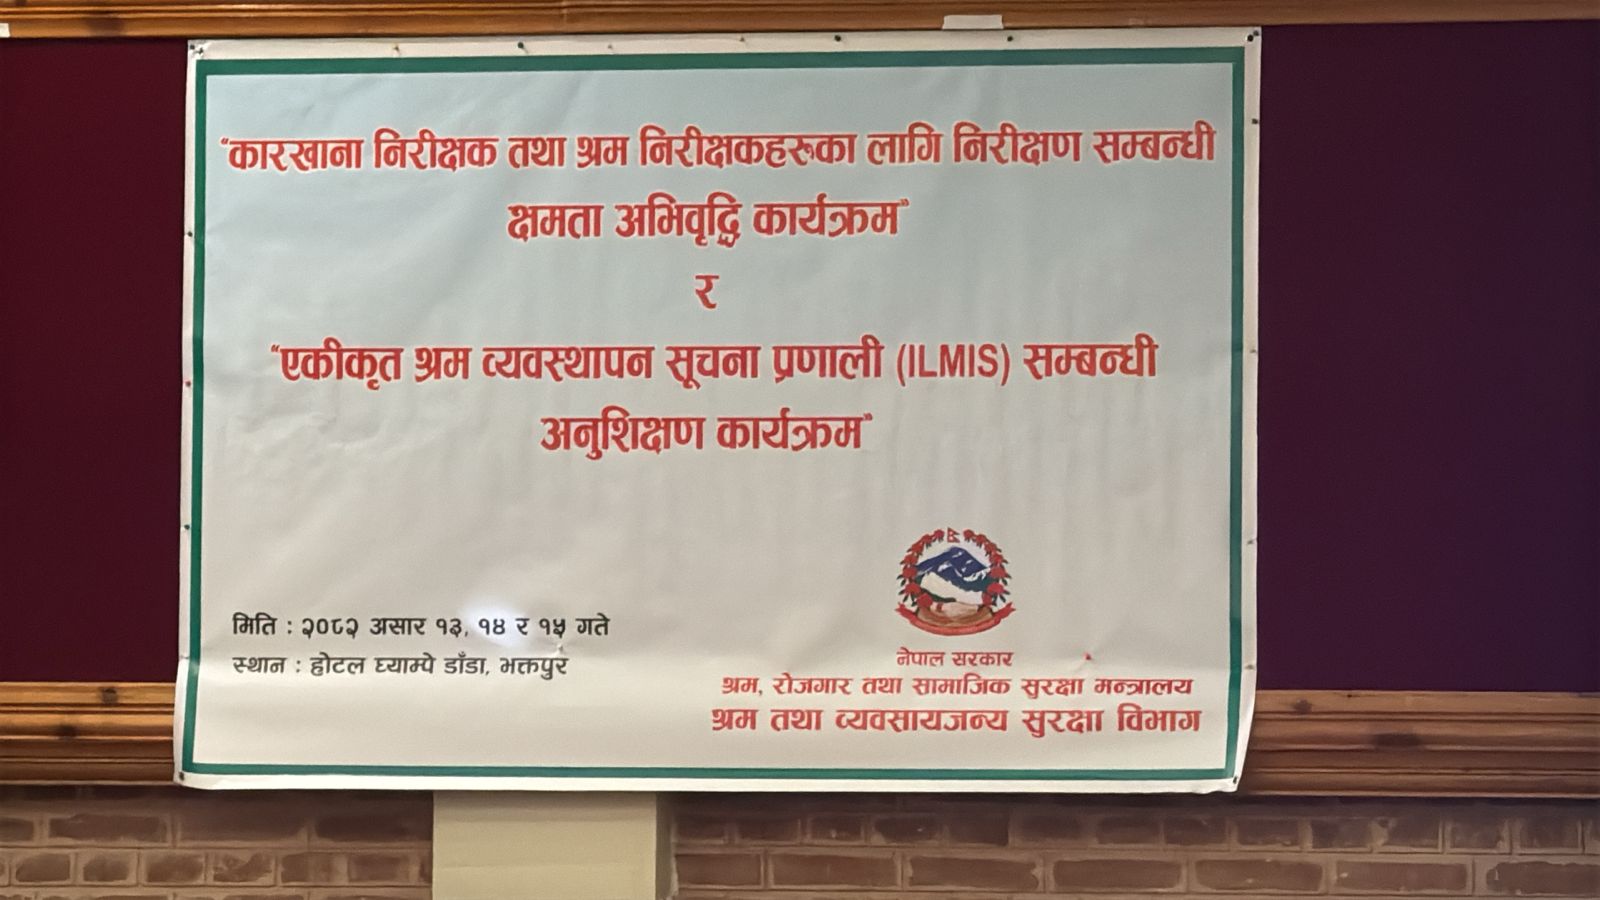 "कारखाना निरीक्षक तथा श्रम निरीक्षकहरुका लागि निरीक्षण सम्बन्धी
क्षमता अभिवृद्धि कार्यक्रम"
र
"एकीकृत श्रम व्यवस्थापन सूचना प्रणाली (ILMIS) सम्बन्धी
अनुशिक्षण कार्यक्रम"
मिति : २०८२ असार १३, १४ र १५ गते
स्थान : होटल घ्याम्पे डाँडा, भक्तपुर
नेपाल सरकार
श्रम, रोजगार तथा सामाजिक सुरक्षा मन्त्रालय
श्रम तथा व्यवसायजन्य सुरक्षा विभाग